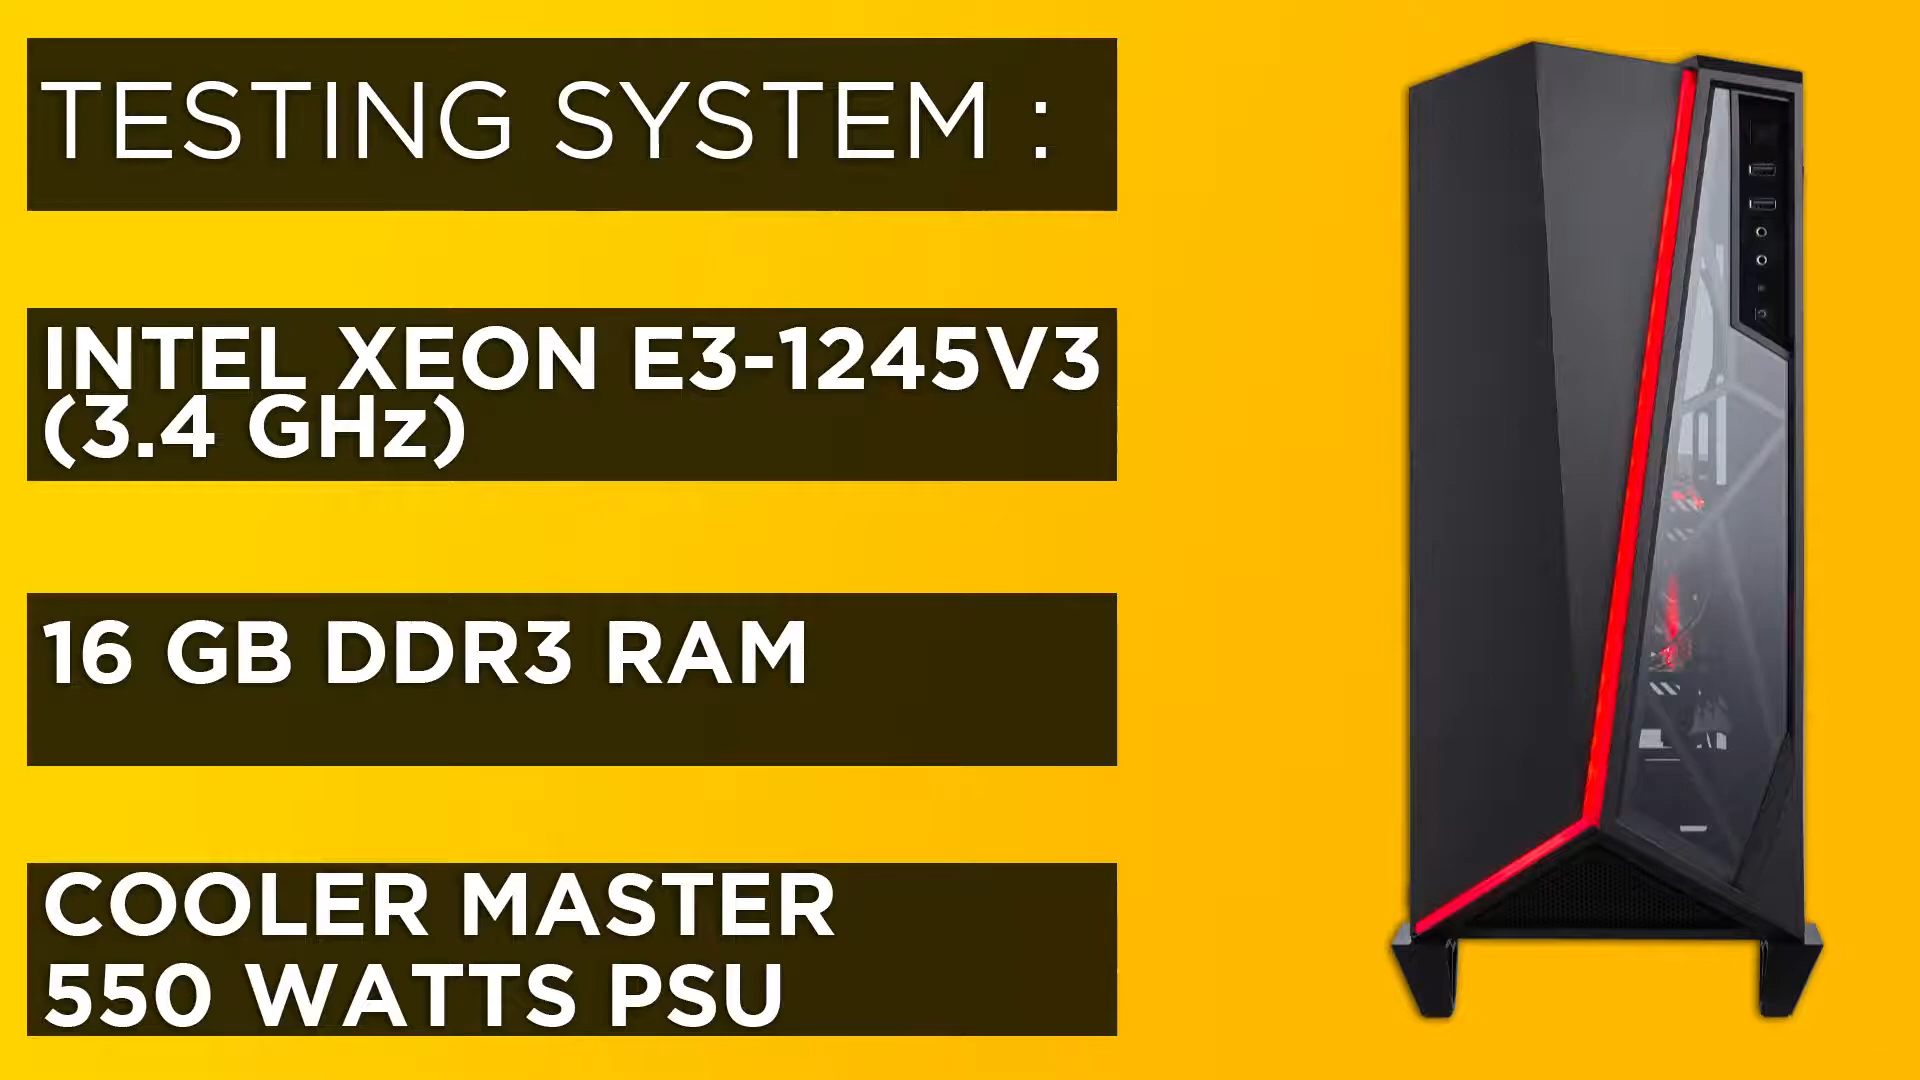 TESTING SYSTEM :
INTEL XEON E3-1245V3
(3.4 GHz)
16 GB DDR3 RAM
COOLER MASTER
550 WATTS PSU